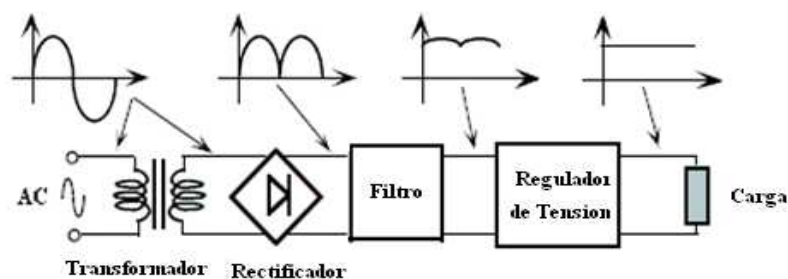 AC
Transformador
Rectificador
Filtro
Regulador
de Tension
Carga